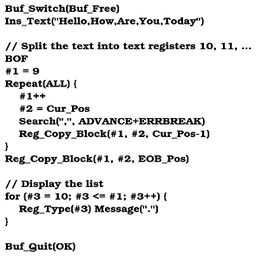 Buf_Switch(Buf_Free)
Ins_Text("Hello,How,Are,You,Today")
// Split the text into text registers 10, 11, ...
BOF
#1 = 9
Repeat(ALL) {
#1++
#2 = Cur_Pos
Search(",", ADVANCE+ERRBREAK)
Reg_Copy_Block(#1, #2, Cur_Pos-1)
}
Reg_Copy_Block(#1, #2, EOB_Pos)
// Display the list
for (#3 = 10; #3 <= #1; #3++) {
Reg_Type(#3) Message(".")
}
Buf_Quit(OK)